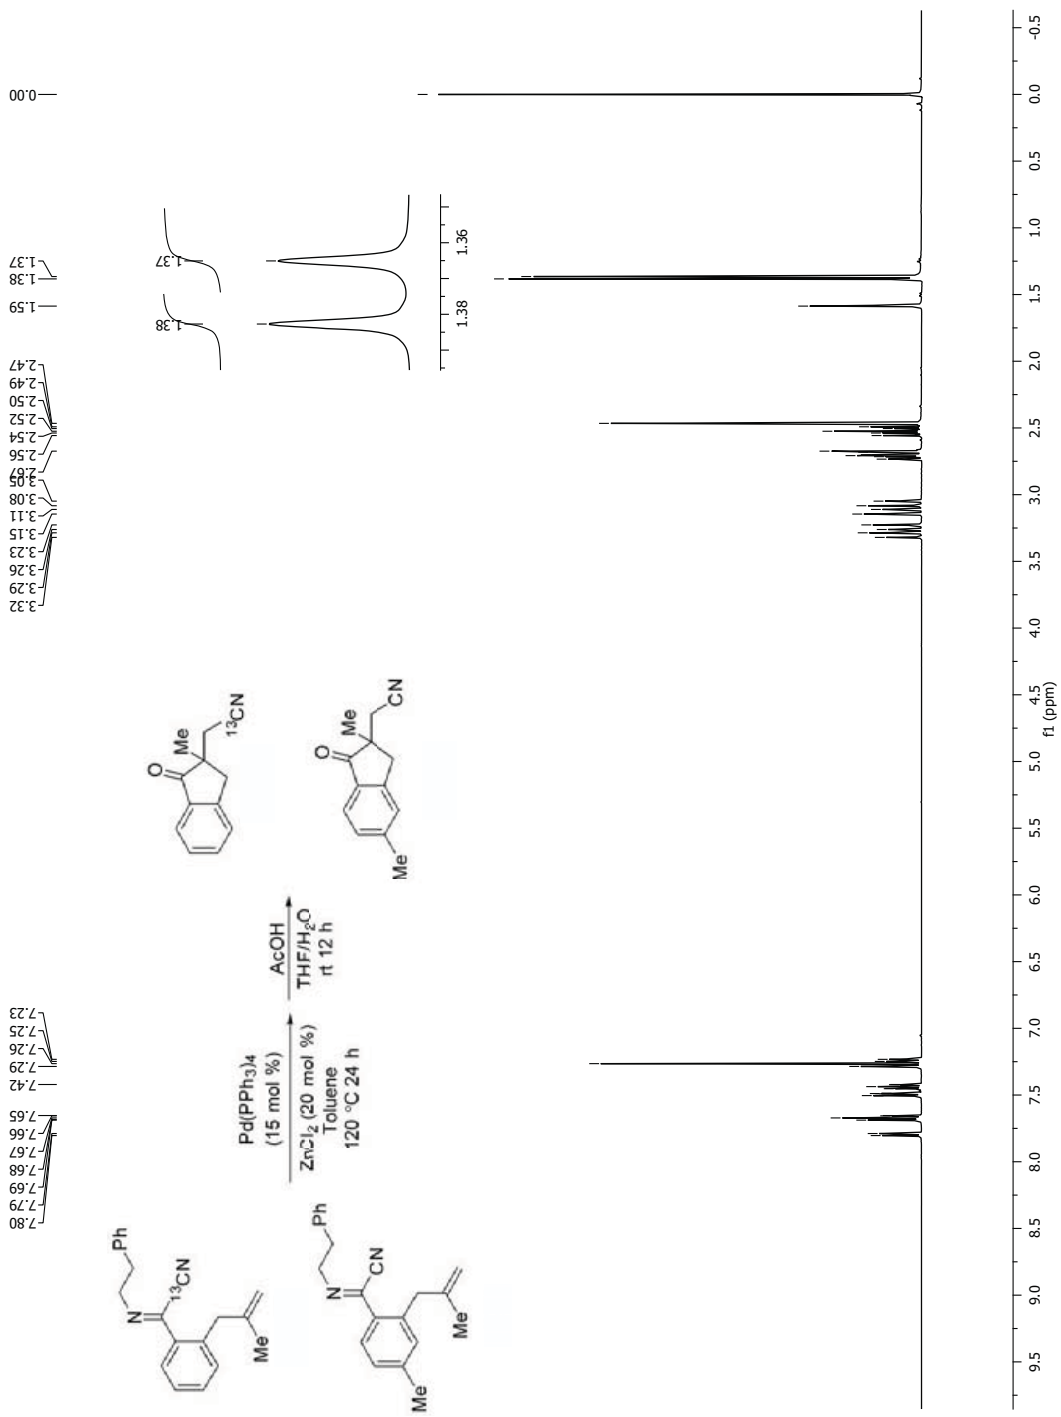 7.80
7.79
7.69
7.68
7.67
7.66
7.65
7.42
7.29
7.26
7.25
7.23
3.32
3.29
3.26
3.23
3.15
3.11
3.08
3.05
2.67
2.56
2.54
2.52
2.50
2.49
2.47
1.59
1.38
1.37
0.00
Ph
N
13CN
Me
Ph
N
CN
Me
Me
Pd(PPh3)4
(15 mol %)
ZnCl2 (20 mol %)
Toluene
120 °C 24 h
AcOH
THF/H2O
rt 12 h
O
Me
13CN
O
Me
CN
Me
1.38
1.37
1.38
1.36
9.5
9.0
8.5
8.0
7.5
7.0
6.5
6.0
5.5
5.0
4.5
4.0
3.5
3.0
2.5
2.0
1.5
1.0
0.5
0.0
-0.5
f1 (ppm)